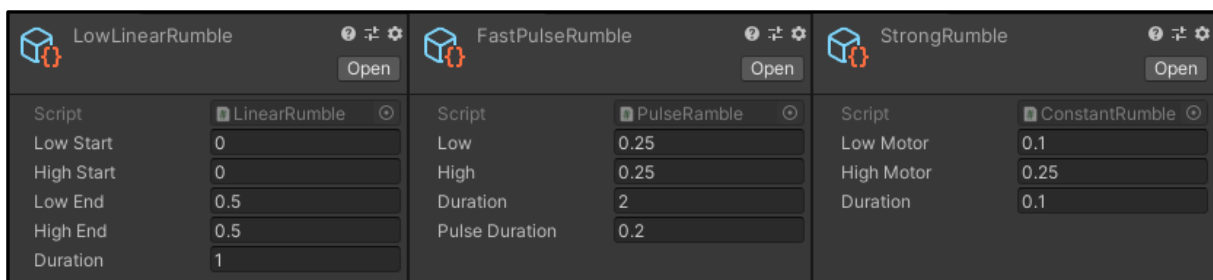 LowLinearRumble
Open
Script LinearRumble
Low Start 0
High Start 0
Low End 0.5
High End 0.5
Duration 1
FastPulseRumble
Open
Script PulseRamble
Low 0.25
High 0.25
Duration 2
Pulse Duration 0.2
StrongRumble
Open
Script ConstantRumble
Low Motor 0.1
High Motor 0.25
Duration 0.1